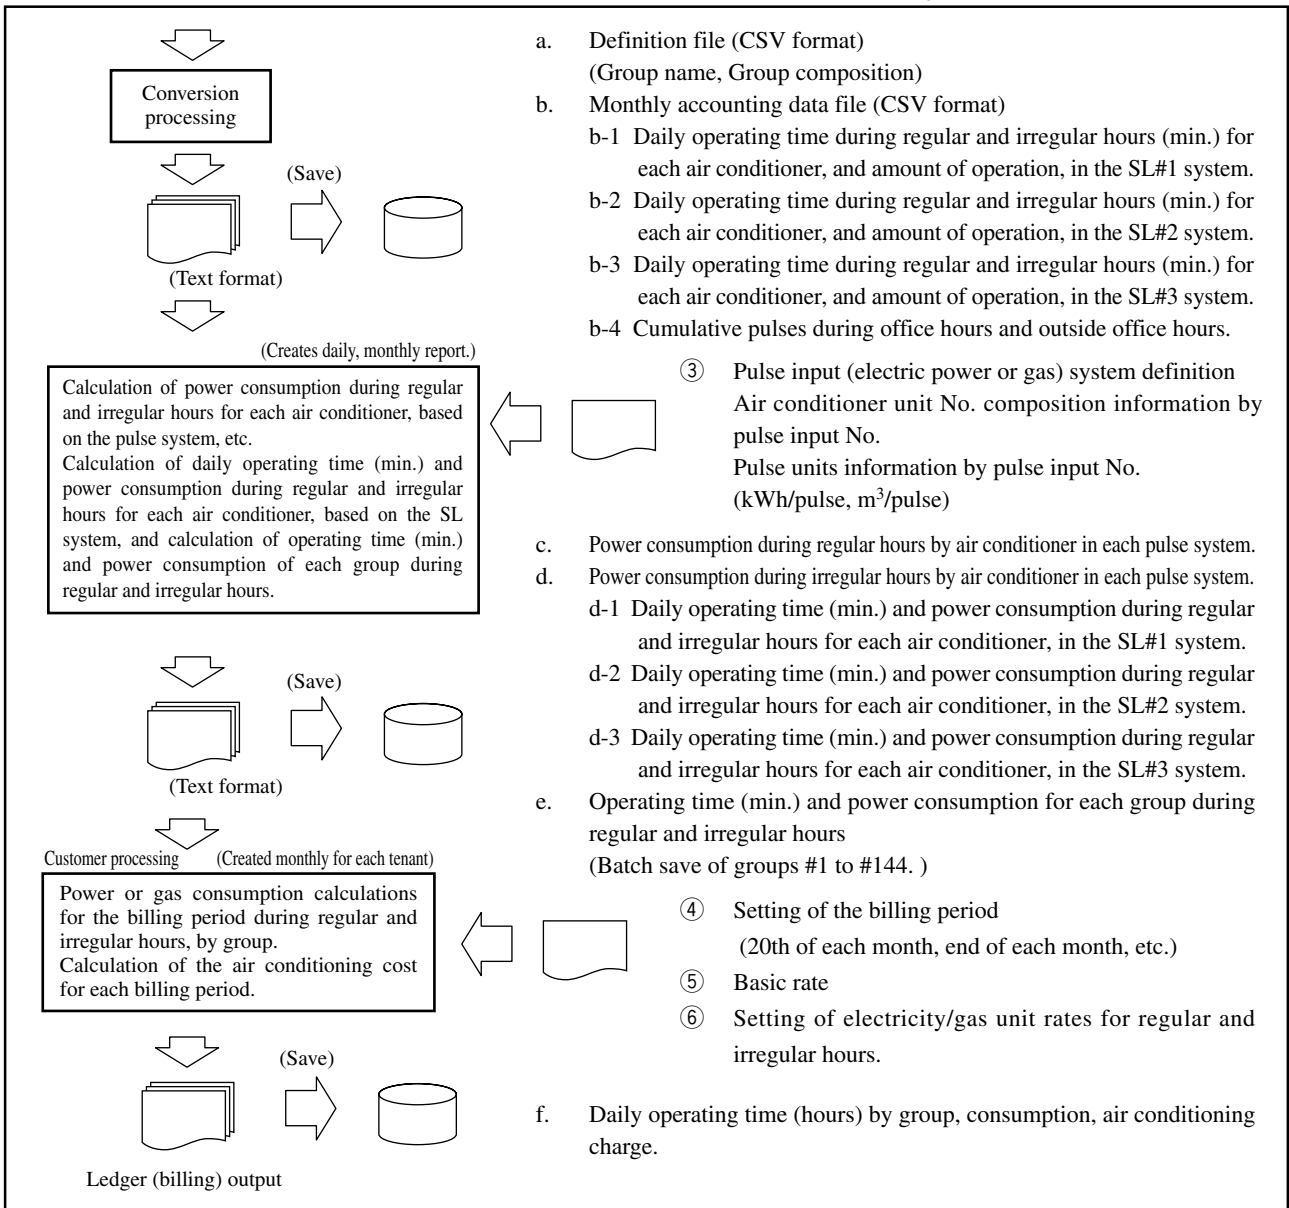 Conversion
processing
(Save)
(Text format)
(Creates daily, monthly report.)
Calculation of power consumption during regular
and irregular hours for each air conditioner, based
on the pulse system, etc.
Calculation of daily operating time (min.) and
power consumption during regular and irregular
hours for each air conditioner, based on the SL
system, and calculation of operating time (min.)
and power consumption of each group during
regular and irregular hours.
(Save)
(Text format)
Customer processing (Created monthly for each tenant)
Power or gas consumption calculations
for the billing period during regular and
irregular hours, by group.
Calculation of the air conditioning cost
for each billing period.
(Save)
Ledger (billing) output
a. Definition file (CSV format)
(Group name, Group composition)
b. Monthly accounting data file (CSV format)
b-1 Daily operating time during regular and irregular hours (min.) for
each air conditioner, and amount of operation, in the SL#1 system.
b-2 Daily operating time during regular and irregular hours (min.) for
each air conditioner, and amount of operation, in the SL#2 system.
b-3 Daily operating time during regular and irregular hours (min.) for
each air conditioner, and amount of operation, in the SL#3 system.
b-4 Cumulative pulses during office hours and outside office hours.
③ Pulse input (electric power or gas) system definition
Air conditioner unit No. composition information by
pulse input No.
Pulse units information by pulse input No.
(kWh/pulse, m³/pulse)
c. Power consumption during regular hours by air conditioner in each pulse system.
d. Power consumption during irregular hours by air conditioner in each pulse system.
d-1 Daily operating time (min.) and power consumption during regular
and irregular hours for each air conditioner, in the SL#1 system.
d-2 Daily operating time (min.) and power consumption during regular
and irregular hours for each air conditioner, in the SL#2 system.
d-3 Daily operating time (min.) and power consumption during regular
and irregular hours for each air conditioner, in the SL#3 system.
e. Operating time (min.) and power consumption for each group during
regular and irregular hours
(Batch save of groups #1 to #144. )
④ Setting of the billing period
(20th of each month, end of each month, etc.)
⑤ Basic rate
⑥ Setting of electricity/gas unit rates for regular and
irregular hours.
f. Daily operating time (hours) by group, consumption, air conditioning
charge.